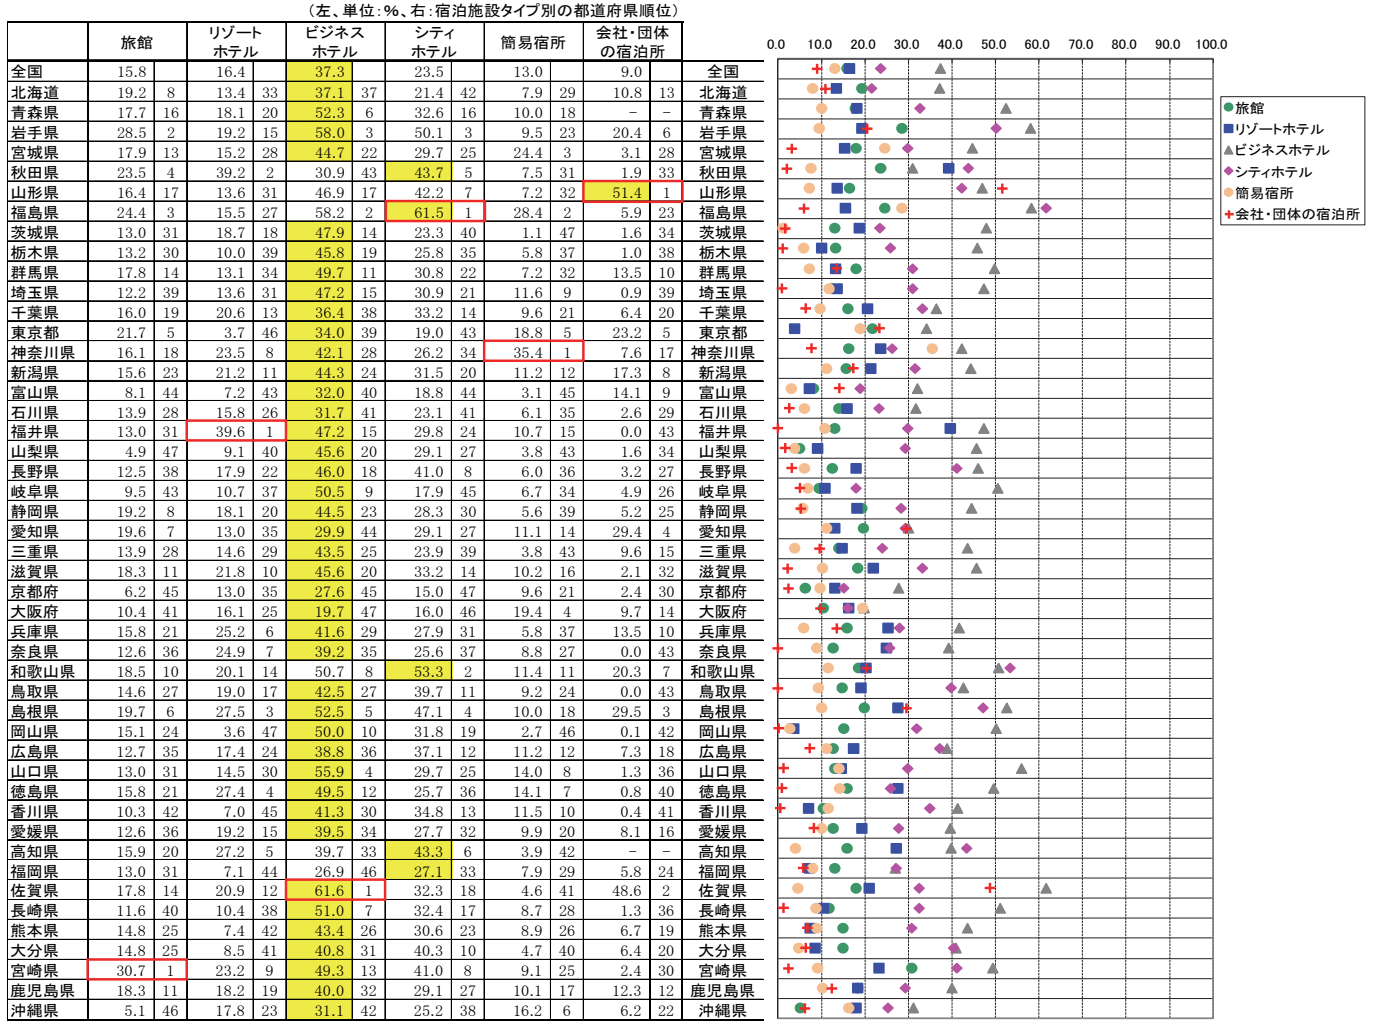 （左、単位：％、右：宿泊施設タイプ別の都道府県順位）
旅館 リゾートホテル ビジネスホテル シティホテル 簡易宿所 会社・団体の宿泊所
0.0 10.0 20.0 30.0 40.0 50.0 60.0 70.0 80.0 90.0 100.0
全国 15.8 16.4 37.3 23.5 13.0 9.0 全国
北海道 19.2 8 13.4 33 37.1 37 21.4 42 7.9 29 10.8 13 北海道
青森県 17.7 16 18.1 20 52.3 6 32.6 16 10.0 18 － － 青森県
岩手県 28.5 2 19.2 15 58.0 3 50.1 3 9.5 23 20.4 6 岩手県
宮城県 17.9 13 15.2 28 44.7 22 29.7 25 24.4 3 3.1 28 宮城県
秋田県 23.5 4 39.2 2 30.9 43 43.7 5 7.5 31 1.9 33 秋田県
山形県 16.4 17 13.6 31 46.9 17 42.2 7 7.2 32 51.4 1 山形県
福島県 24.4 3 15.5 27 58.2 2 61.5 1 28.4 2 5.9 23 福島県
茨城県 13.0 31 18.7 18 47.9 14 23.3 40 1.1 47 1.6 34 茨城県
栃木県 13.2 30 10.0 39 45.8 19 25.8 35 5.8 37 1.0 38 栃木県
群馬県 17.8 14 13.1 34 49.7 11 30.8 22 7.2 32 13.5 10 群馬県
埼玉県 12.2 39 13.6 31 47.2 15 30.9 21 11.6 9 0.9 39 埼玉県
千葉県 16.0 19 20.6 13 36.4 38 33.2 14 9.6 21 6.4 20 千葉県
東京都 21.7 5 3.7 46 34.0 39 19.0 43 18.8 5 23.2 5 東京都
神奈川県 16.1 18 23.5 8 42.1 28 26.2 34 35.4 1 7.6 17 神奈川県
新潟県 15.6 23 21.2 11 44.3 24 31.5 20 11.2 12 17.3 8 新潟県
富山県 8.1 44 7.2 43 32.0 40 18.8 44 3.1 45 14.1 9 富山県
石川県 13.9 28 15.8 26 31.7 41 23.1 41 6.1 35 2.6 29 石川県
福井県 13.0 31 39.6 1 47.2 15 29.8 24 10.7 15 0.0 43 福井県
山梨県 4.9 47 9.1 40 45.6 20 29.1 27 3.8 43 1.6 34 山梨県
長野県 12.5 38 17.9 22 46.0 18 41.0 8 6.0 36 3.2 27 長野県
岐阜県 9.5 43 10.7 37 50.5 9 17.9 45 6.7 34 4.9 26 岐阜県
静岡県 19.2 8 18.1 20 44.5 23 28.3 30 5.6 39 5.2 25 静岡県
愛知県 19.6 7 13.0 35 29.9 44 29.1 27 11.1 14 29.4 4 愛知県
三重県 13.9 28 14.6 29 43.5 25 23.9 39 3.8 43 9.6 15 三重県
滋賀県 18.3 11 21.8 10 45.6 20 33.2 14 10.2 16 2.1 32 滋賀県
京都府 6.2 45 13.0 35 27.6 45 15.0 47 9.6 21 2.4 30 京都府
大阪府 10.4 41 16.1 25 19.7 47 16.0 46 19.4 4 9.7 14 大阪府
兵庫県 15.8 21 25.2 6 41.6 29 27.9 31 5.8 37 13.5 10 兵庫県
奈良県 12.6 36 24.9 7 39.2 35 25.6 37 8.8 27 0.0 43 奈良県
和歌山県 18.5 10 20.1 14 50.7 8 53.3 2 11.4 11 20.3 7 和歌山県
鳥取県 14.6 27 19.0 17 42.5 27 39.7 11 9.2 24 0.0 43 鳥取県
島根県 19.7 6 27.5 3 52.5 5 47.1 4 10.0 18 29.5 3 島根県
岡山県 15.1 24 3.6 47 50.0 10 31.8 19 2.7 46 0.1 42 岡山県
広島県 12.7 35 17.4 24 38.8 36 37.1 12 11.2 12 7.3 18 広島県
山口県 13.0 31 14.5 30 55.9 4 29.7 25 14.0 8 1.3 36 山口県
徳島県 15.8 21 27.4 4 49.5 12 25.7 36 14.1 7 0.8 40 徳島県
香川県 10.3 42 7.0 45 41.3 30 34.8 13 11.5 10 0.4 41 香川県
愛媛県 12.6 36 19.2 15 39.5 34 27.7 32 9.9 20 8.1 16 愛媛県
高知県 15.9 20 27.2 5 39.7 33 43.3 6 3.9 42 － － 高知県
福岡県 13.0 31 7.1 44 26.9 46 27.1 33 7.9 29 5.8 24 福岡県
佐賀県 17.8 14 20.9 12 61.6 1 32.3 18 4.6 41 48.6 2 佐賀県
長崎県 11.6 40 10.4 38 51.0 7 32.4 17 8.7 28 1.3 36 長崎県
熊本県 14.8 25 7.4 42 43.4 26 30.6 23 8.9 26 6.7 19 熊本県
大分県 14.8 25 8.5 41 40.8 31 40.3 10 4.7 40 6.4 20 大分県
宮崎県 30.7 1 23.2 9 49.3 13 41.0 8 9.1 25 2.4 30 宮崎県
鹿児島県 18.3 11 18.2 19 40.0 32 29.1 27 10.1 17 12.3 12 鹿児島県
沖縄県 5.1 46 17.8 23 31.1 42 25.2 38 16.2 6 6.2 22 沖縄県
旅館
リゾートホテル
ビジネスホテル
シティホテル
簡易宿所
会社・団体の宿泊所